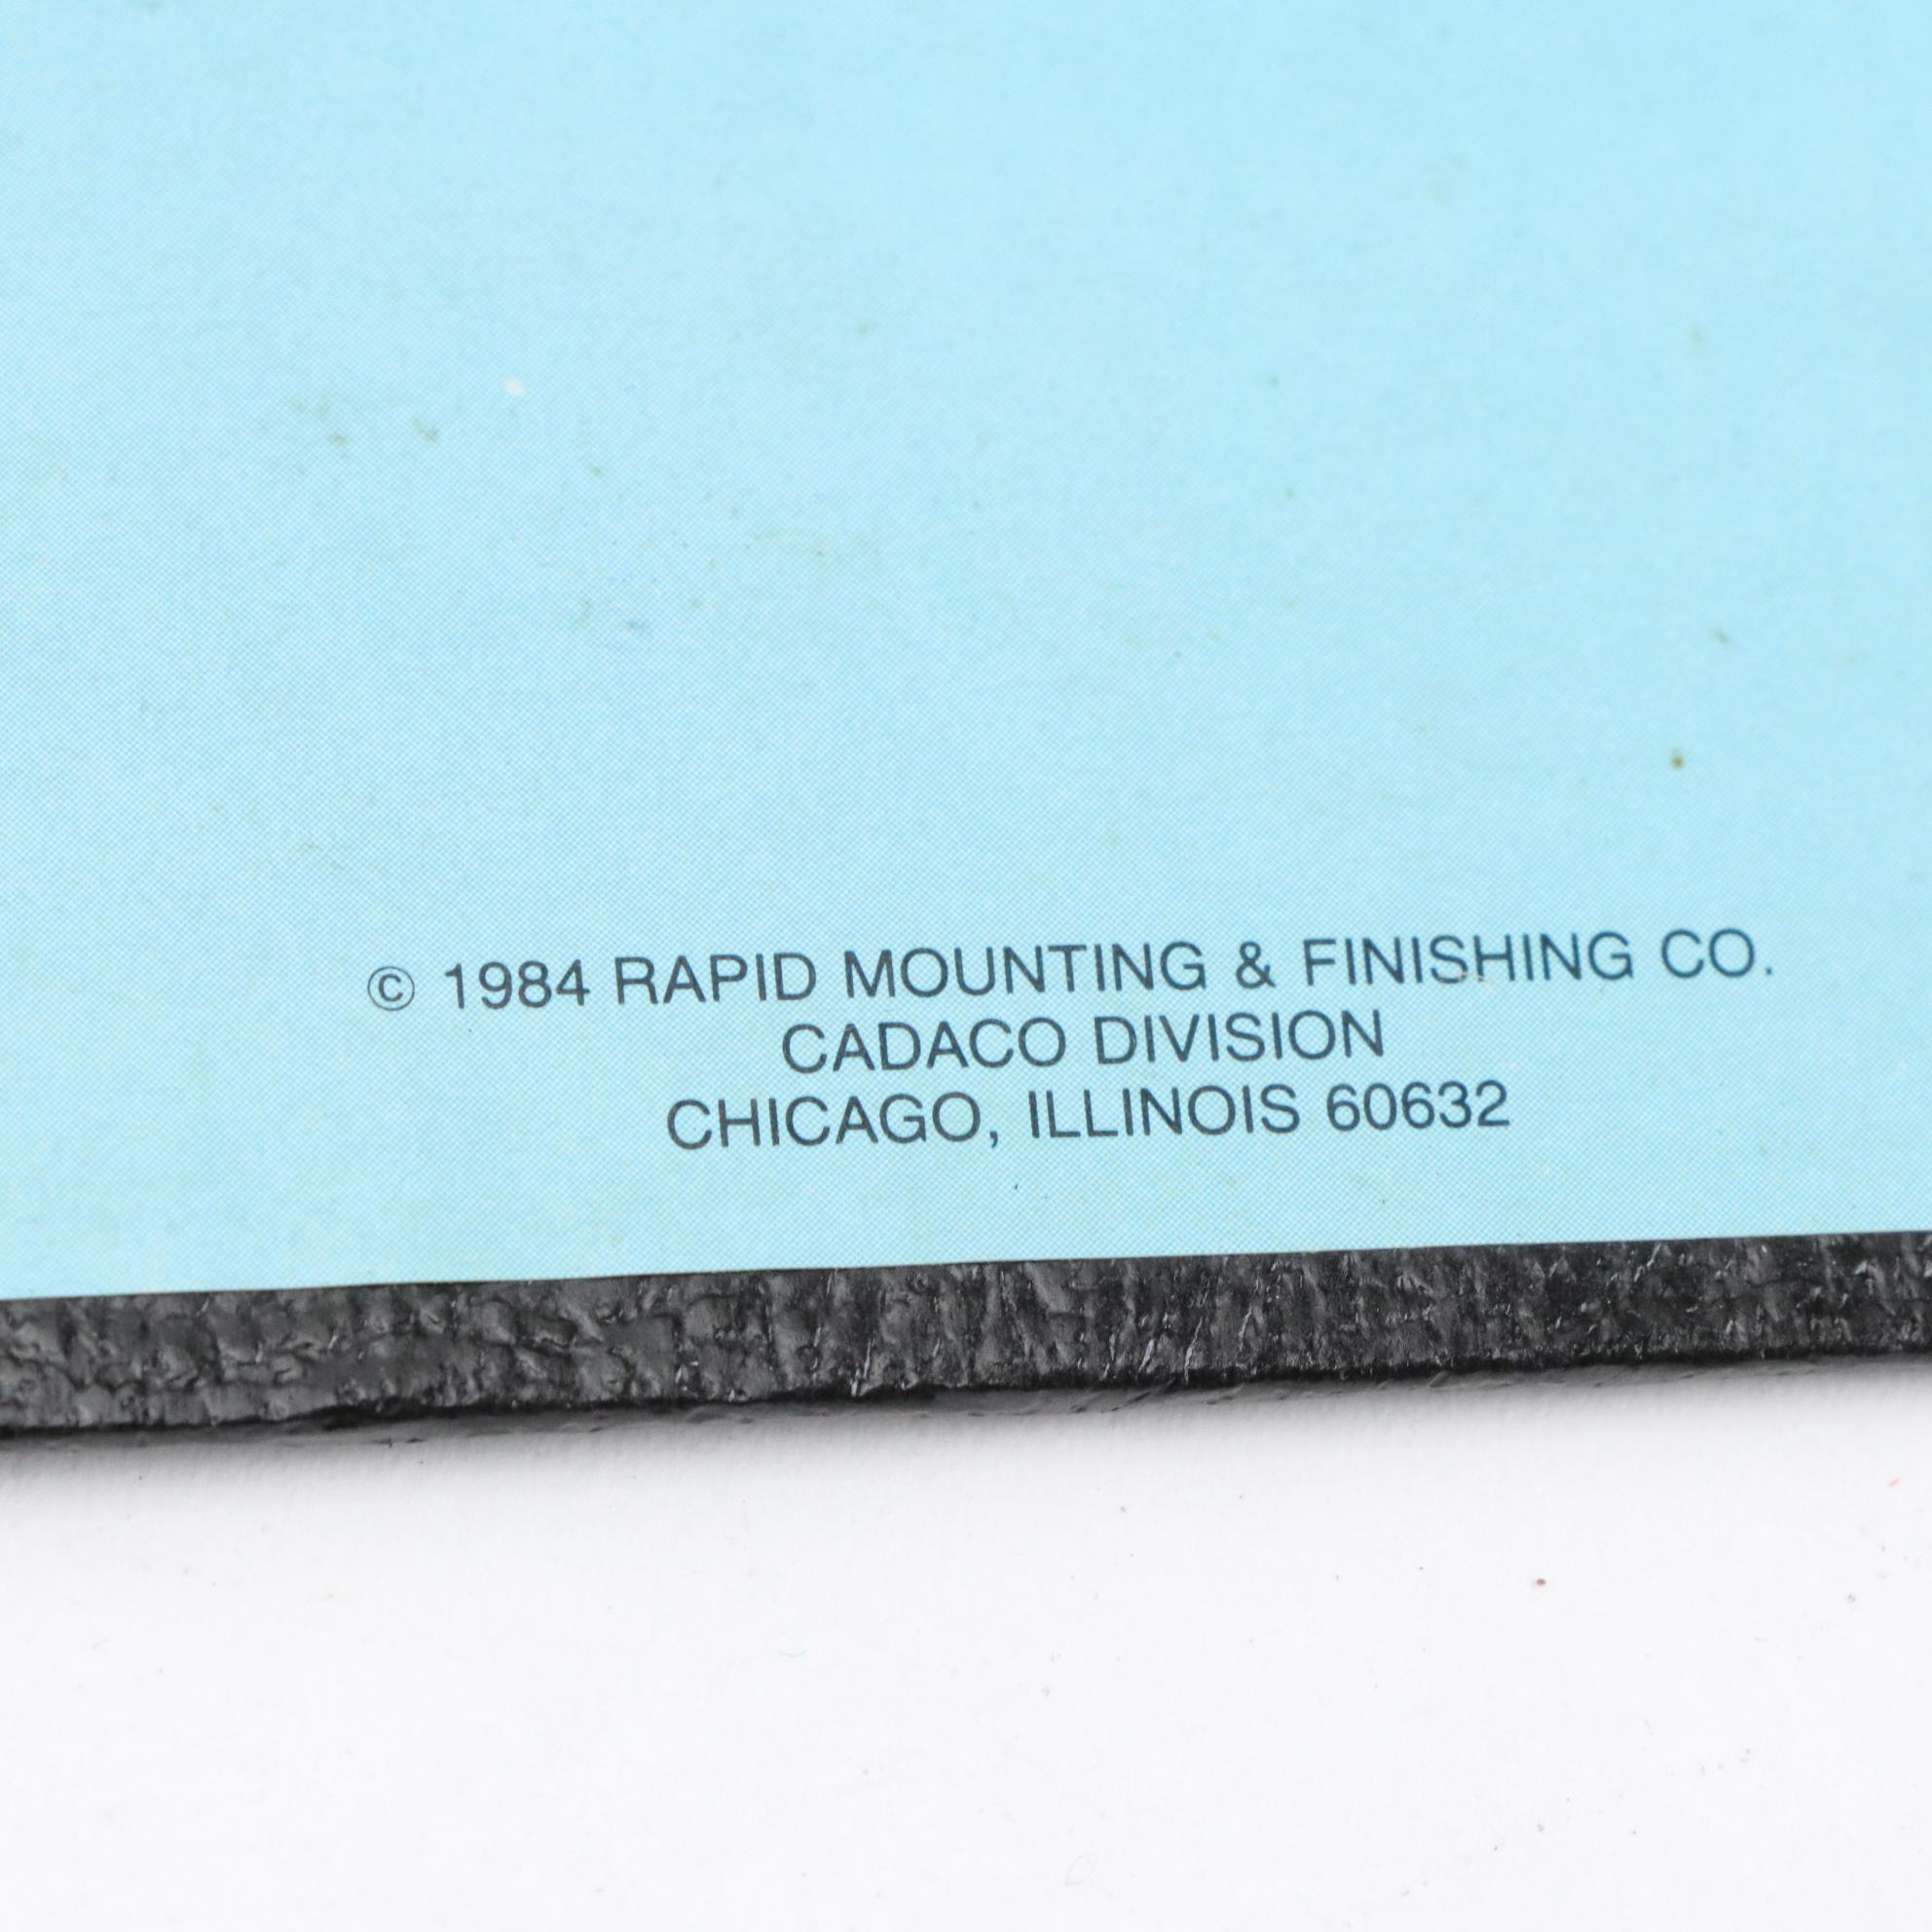 © 1984 RAPID MOUNTING & FINISHING CO.
CADACO DIVISION
CHICAGO, ILLINOIS 60632